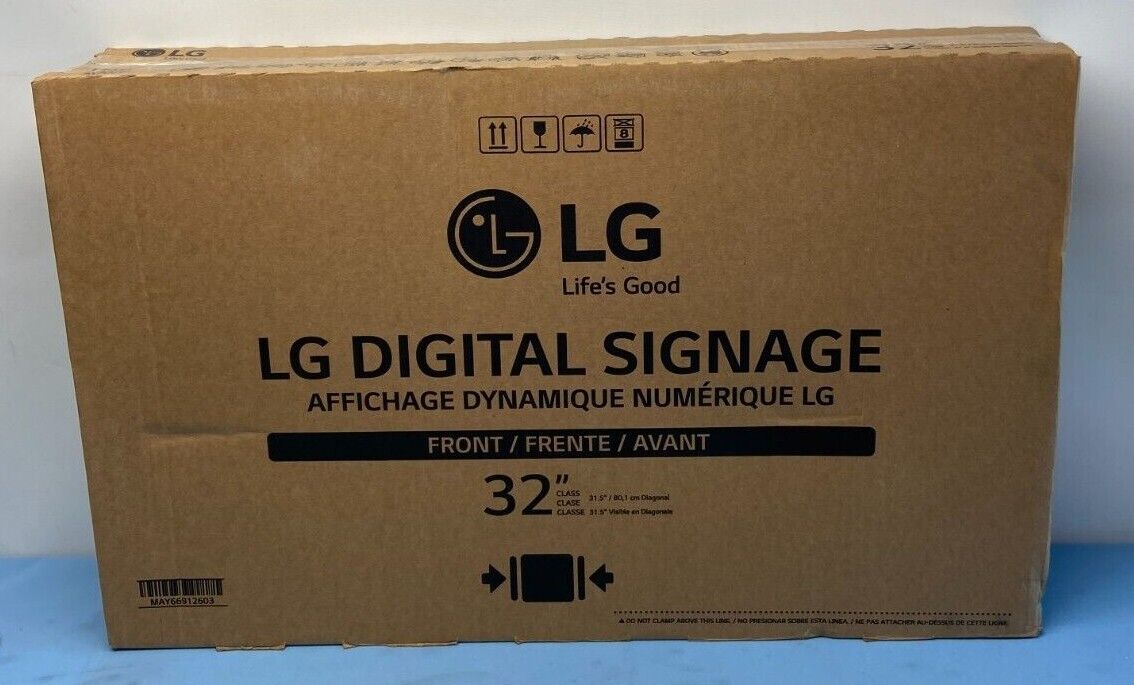 LG
32"
8
LG
Life's Good
LG DIGITAL SIGNAGE
AFFICHAGE DYNAMIQUE NUMÉRIQUE LG
FRONT / FRENTE / AVANT
32"
CLASS
CLASE 31.5" / 80,1 cm Diagonal
CLASSE 31.5" Visible en Diagonale
MAY66912603
▲ DO NOT CLAMP ABOVE THIS LINE. / NO PRESIONAR SOBRE ESTA LINEA. / NE PAS ATTACHER AU-DESSUS DE CETTE LIGNE.